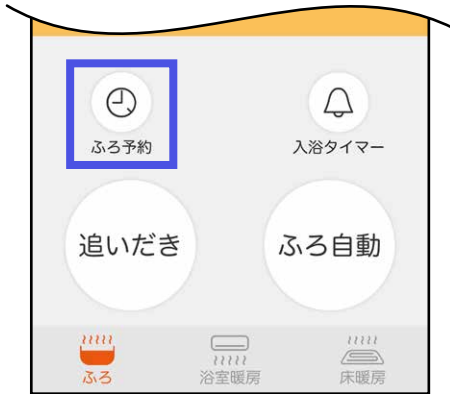 ふろ予約
入浴タイマー
追いだき
ふろ自動
ふろ
浴室暖房
床暖房